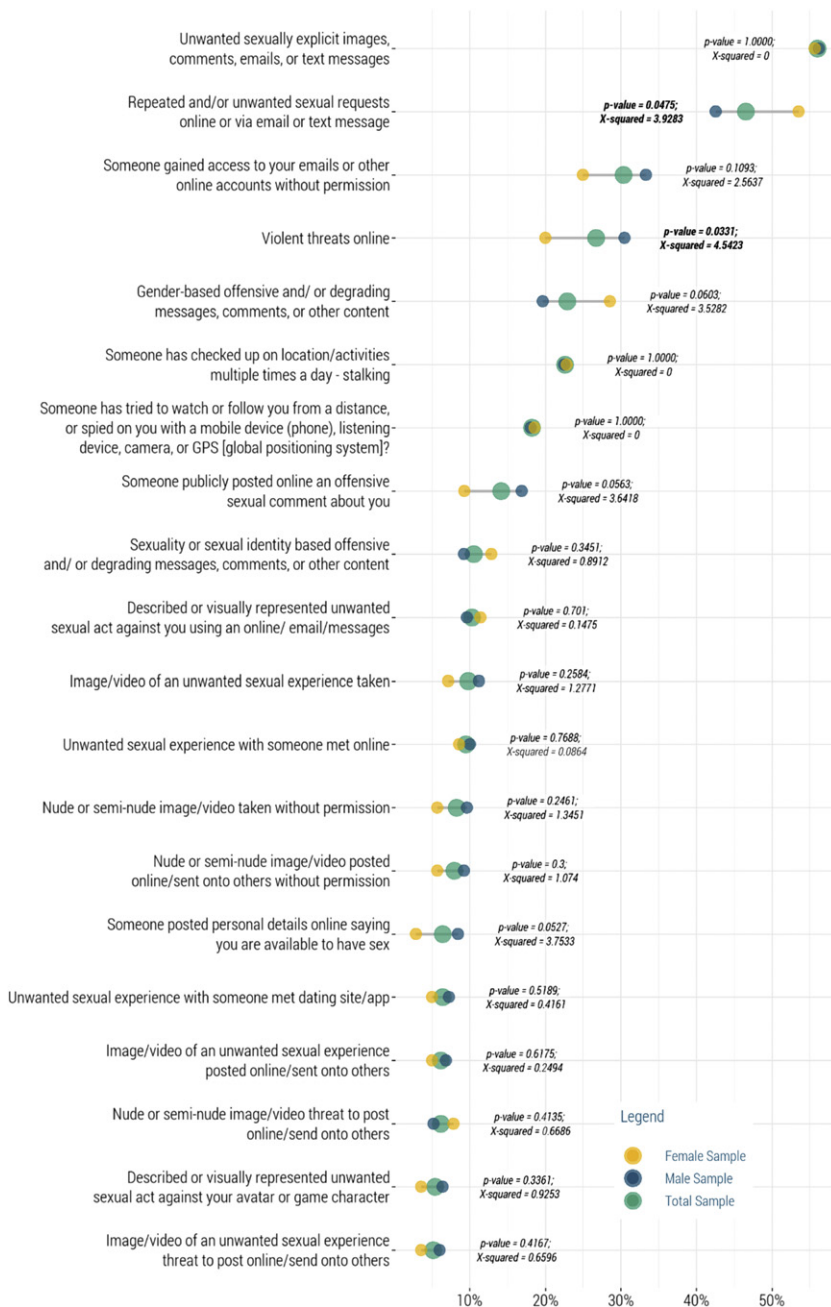 Unwanted sexually explicit images,
comments, emails, or text messages
p-value = 1.0000;
X-squared = 0
Repeated and/or unwanted sexual requests
online or via email or text message
p-value = 0.0475;
X-squared = 3.9283
Someone gained access to your emails or other
online accounts without permission
p-value = 0.1093;
X-squared = 2.5637
Violent threats online
p-value = 0.0331;
X-squared = 4.5423
Gender-based offensive and/ or degrading
messages, comments, or other content
p-value = 0.0603;
X-squared = 3.5282
Someone has checked up on location/activities
multiple times a day - stalking
p-value = 1.0000;
X-squared = 0
Someone has tried to watch or follow you from a distance,
or spied on you with a mobile device (phone), listening
device, camera, or GPS [global positioning system]?
p-value = 1.0000;
X-squared = 0
Someone publicly posted online an offensive
sexual comment about you
p-value = 0.0563;
X-squared = 3.6418
Sexuality or sexual identity based offensive
and/ or degrading messages, comments, or other content
p-value = 0.3451;
X-squared = 0.8912
Described or visually represented unwanted
sexual act against you using an online/ email/messages
p-value = 0.701;
X-squared = 0.1475
Image/video of an unwanted sexual experience taken
p-value = 0.2584;
X-squared = 1.2771
Unwanted sexual experience with someone met online
p-value = 0.7688;
X-squared = 0.0864
Nude or semi-nude image/video taken without permission
p-value = 0.2461;
X-squared = 1.3451
Nude or semi-nude image/video posted
online/sent onto others without permission
p-value = 0.3;
X-squared = 1.074
Someone posted personal details online saying
you are available to have sex
p-value = 0.0527;
X-squared = 3.7533
Unwanted sexual experience with someone met dating site/app
p-value = 0.5189;
X-squared = 0.4161
Image/video of an unwanted sexual experience
posted online/sent onto others
p-value = 0.6175;
X-squared = 0.2494
Nude or semi-nude image/video threat to post
online/send onto others
p-value = 0.4135;
X-squared = 0.6686
Described or visually represented unwanted
sexual act against your avatar or game character
p-value = 0.3361;
X-squared = 0.9253
Image/video of an unwanted sexual experience
threat to post online/send onto others
p-value = 0.4167;
X-squared = 0.6596
Legend
Female Sample
Male Sample
Total Sample
10% 20% 30% 40% 50%